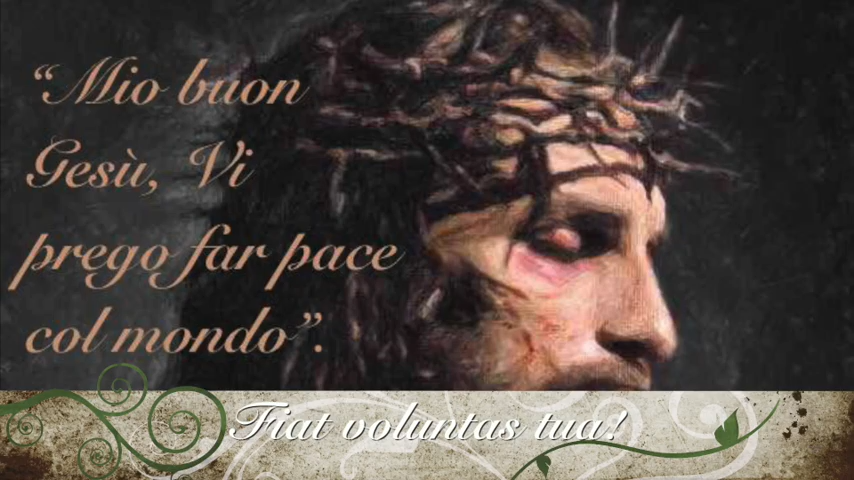 “Mio buon
Gesù, Vi
prego far pace
col mondo”.
Fiat voluntas tua!